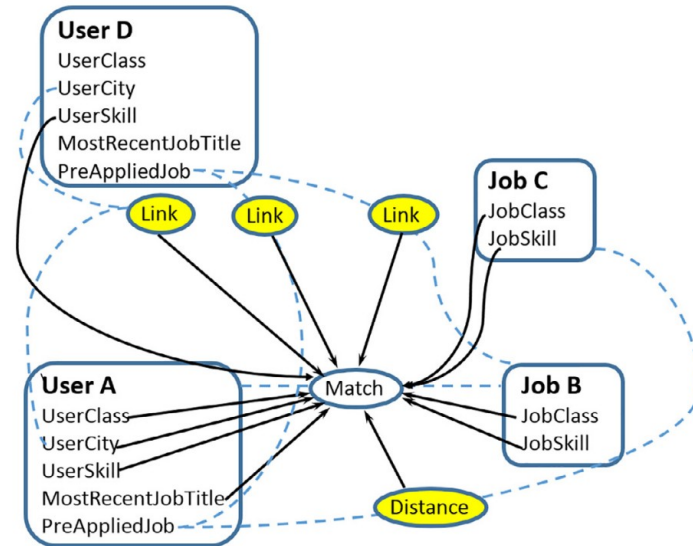 User D
UserClass
UserCity
UserSkill
MostRecentJobTitle
PreAppliedJob
Link
Link
Link
Job C
JobClass
JobSkill
User A
UserClass
UserCity
UserSkill
MostRecentJobTitle
PreAppliedJob
Match
Job B
JobClass
JobSkill
Distance